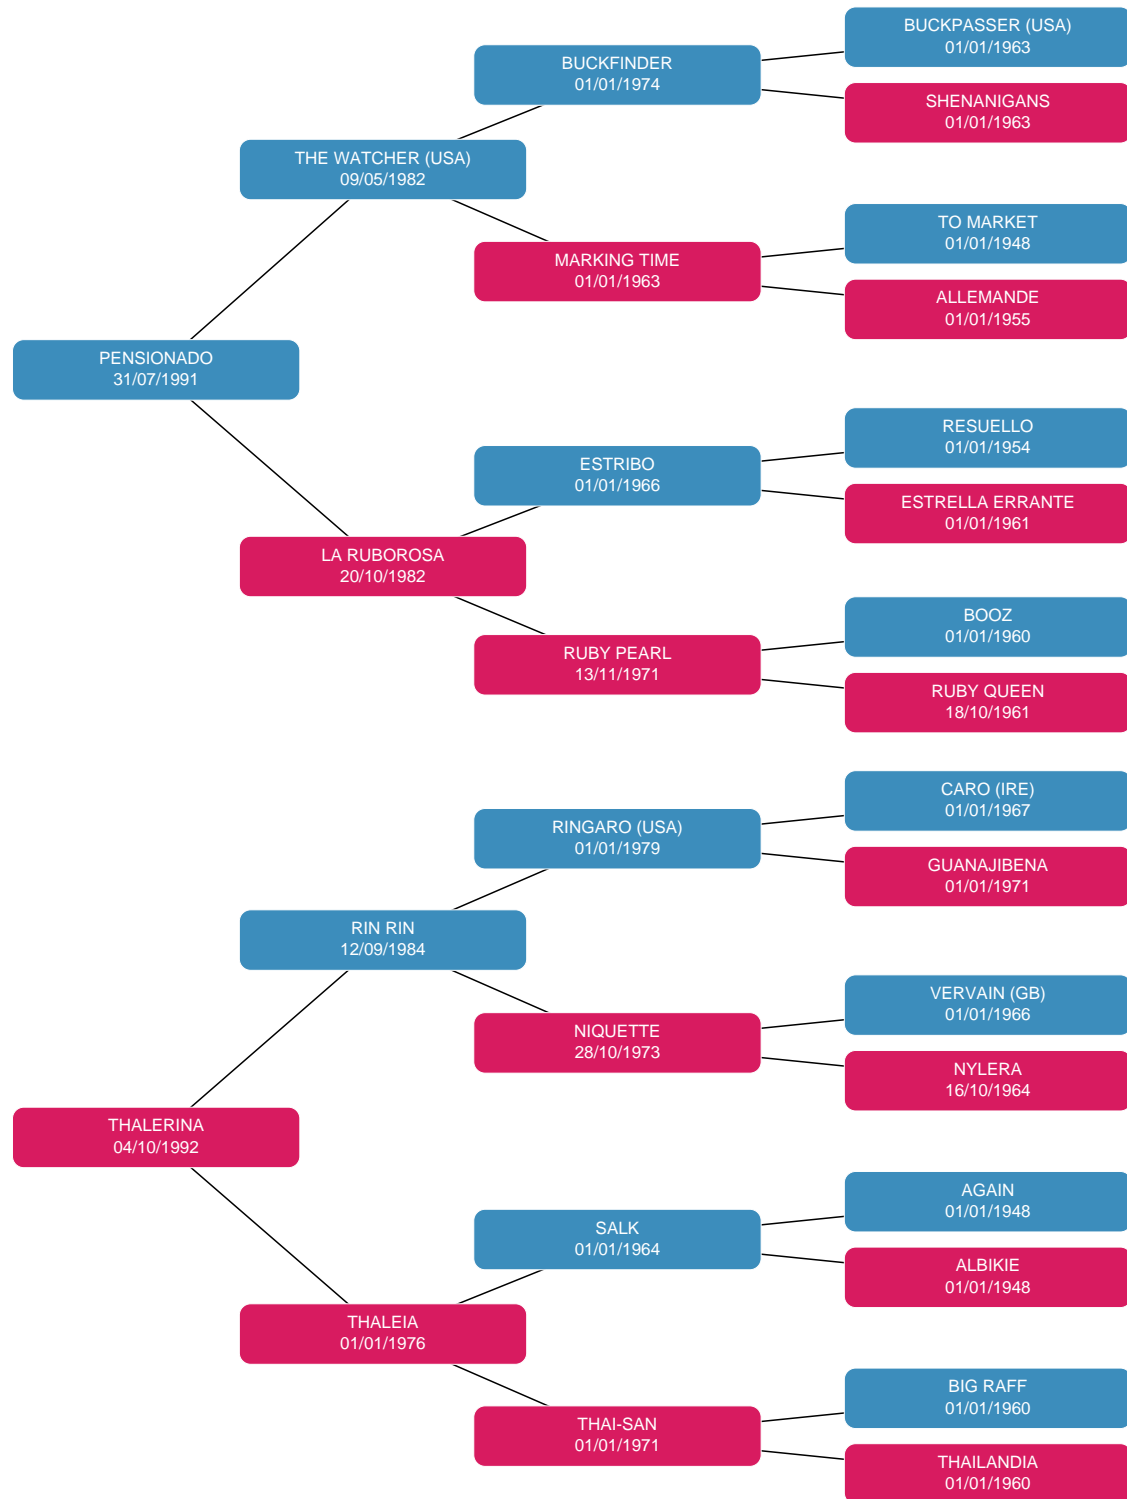 BUCKPASSER (USA)
01/01/1963
BUCKFINDER
01/01/1974
SHENANIGANS
01/01/1963
THE WATCHER (USA)
09/05/1982
TO MARKET
01/01/1948
MARKING TIME
01/01/1963
ALLEMANDE
01/01/1955
PENSIONADO
31/07/1991
RESUELLO
01/01/1954
ESTRIBO
01/01/1966
ESTRELLA ERRANTE
01/01/1961
LA RUBOROSA
20/10/1982
BOOZ
01/01/1960
RUBY PEARL
13/11/1971
RUBY QUEEN
18/10/1961
CARO (IRE)
01/01/1967
RINGARO (USA)
01/01/1979
GUANAJIBENA
01/01/1971
RIN RIN
12/09/1984
VERVAIN (GB)
01/01/1966
NIQUETTE
28/10/1973
NYLERA
16/10/1964
THALERINA
04/10/1992
AGAIN
01/01/1948
SALK
01/01/1964
ALBIKIE
01/01/1948
THALEIA
01/01/1976
BIG RAFF
01/01/1960
THAI-SAN
01/01/1971
THAILANDIA
01/01/1960